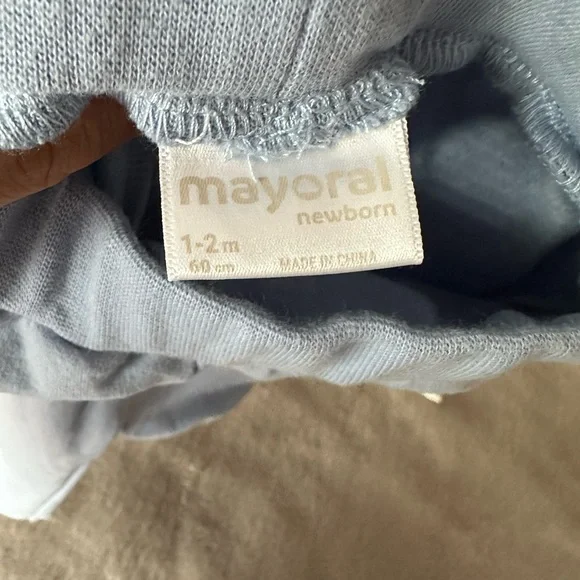 mayoral
newborn
1-2 m
60 cm
MADE IN CHINA